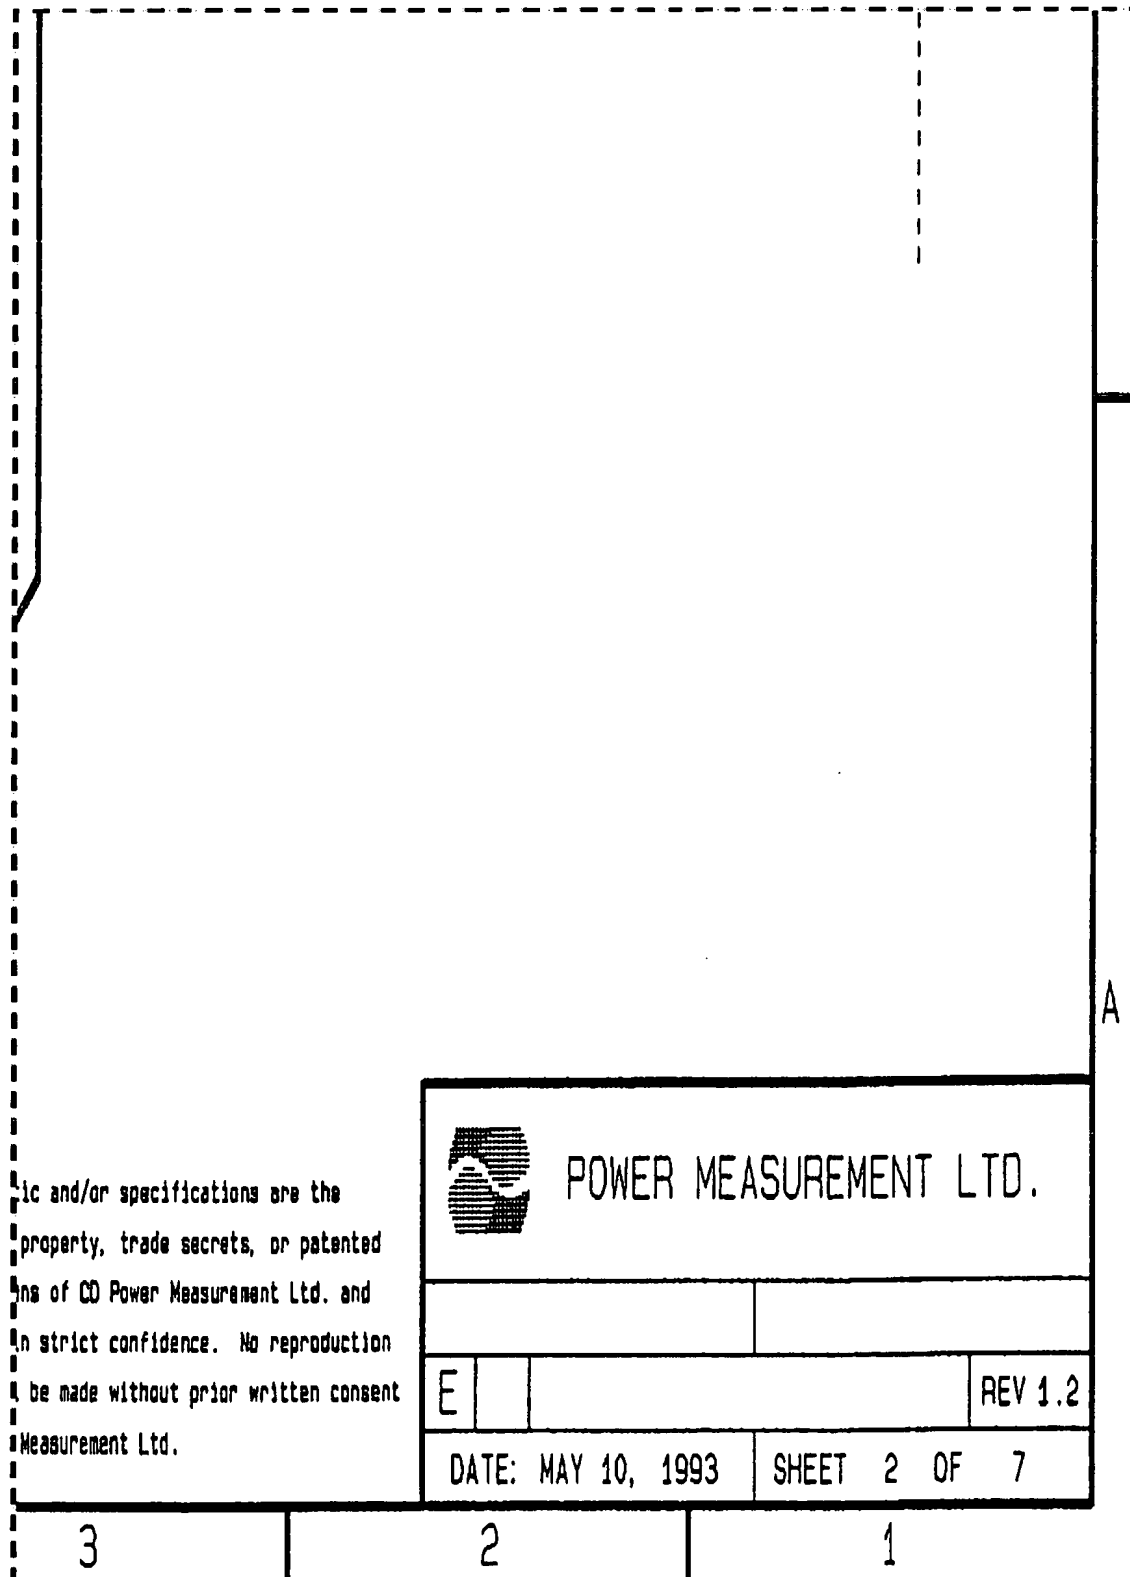 A
POWER MEASUREMENT LTD.
ic and/or specifications are the
property, trade secrets, or patented
ns of CD Power Measurement Ltd. and
n strict confidence. No reproduction
be made without prior written consent
Measurement Ltd.
E
REV 1.2
DATE: MAY 10, 1993
SHEET 2 OF 7
3
2
1